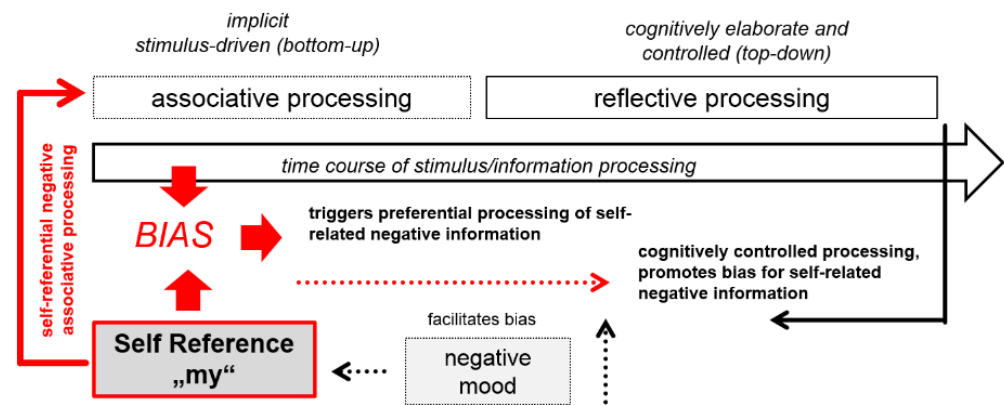 implicit
stimulus-driven (bottom-up)
cognitively elaborate and
controlled (top-down)
associative processing
reflective processing
time course of stimulus/information processing
self-referential negative
associative processing
BIAS
triggers preferential processing of self-
related negative information
cognitively controlled processing,
promotes bias for self-related
negative information
facilitates bias
Self Reference
„my“
negative
mood